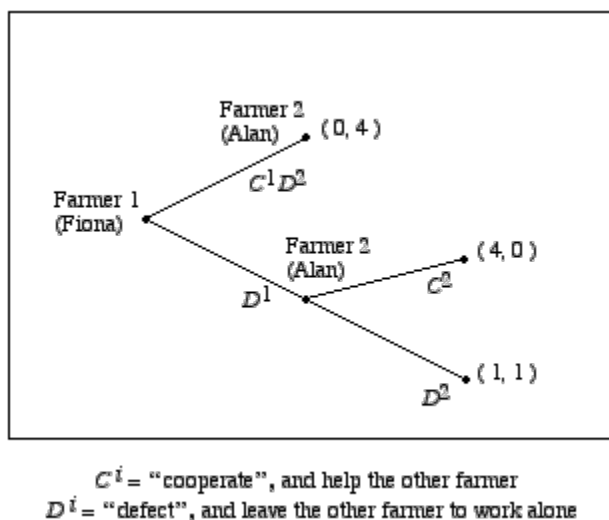 Farmer 2
(Alan)
( 0, 4 )
C¹D²
Farmer 1
(Fiona)
Farmer 2
(Alan)
( 4, 0 )
C²
D¹
( 1, 1 )
D²
Cⁱ = “cooperate”, and help the other farmer
Dⁱ = “defect”, and leave the other farmer to work alone